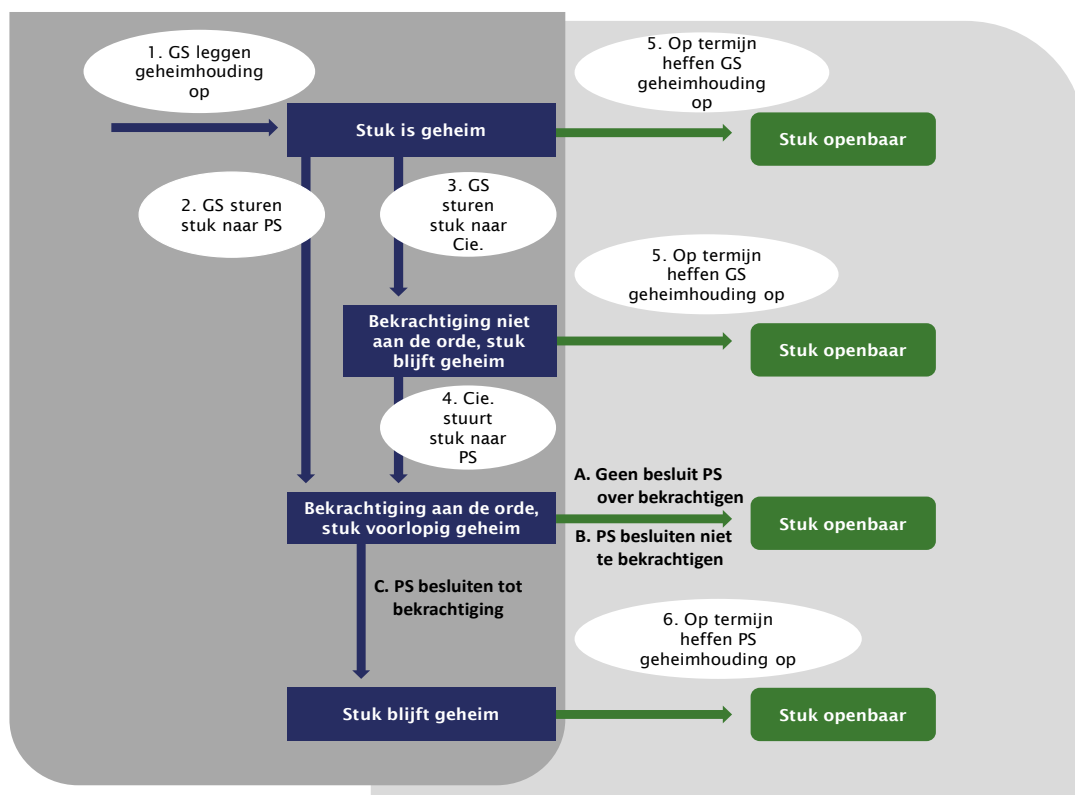 1. GS leggen
geheimhouding
op
5. Op termijn
heffen GS
geheimhouding
op
Stuk is geheim
Stuk openbaar
2. GS sturen
stuk naar PS
3. GS
sturen
stuk naar
Cie.
5. Op termijn
heffen GS
geheimhouding op
Bekrachtiging niet
aan de orde, stuk
blijft geheim
Stuk openbaar
4. Cie.
stuurt
stuk naar
PS
A. Geen besluit PS
over bekrachtigen
Bekrachtiging aan de orde,
stuk voorlopig geheim
Stuk openbaar
B. PS besluiten niet
te bekrachtigen
C. PS besluiten tot
bekrachtiging
6. Op termijn
heffen PS
geheimhouding op
Stuk blijft geheim
Stuk openbaar